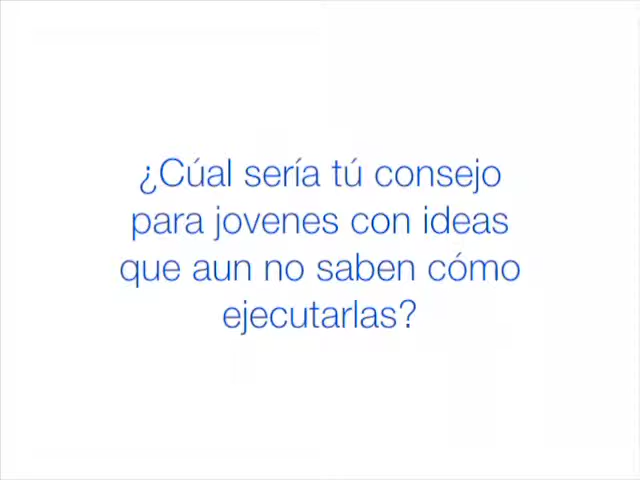 ¿Cúal sería tú consejo
para jovenes con ideas
que aun no saben cómo
ejecutarlas?